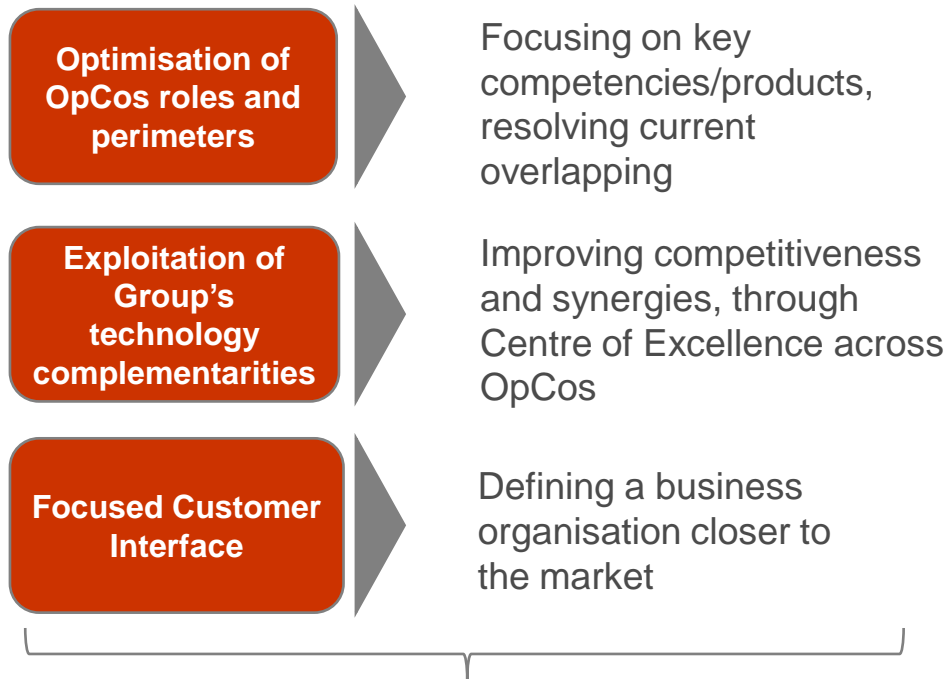 Optimisation of
OpCos roles and
perimeters
Focusing on key
competencies/products,
resolving current
overlapping
Exploitation of
Group’s
technology
complementarities
Improving competitiveness
and synergies, through
Centre of Excellence across
OpCos
Focused Customer
Interface
Defining a business
organisation closer to
the market